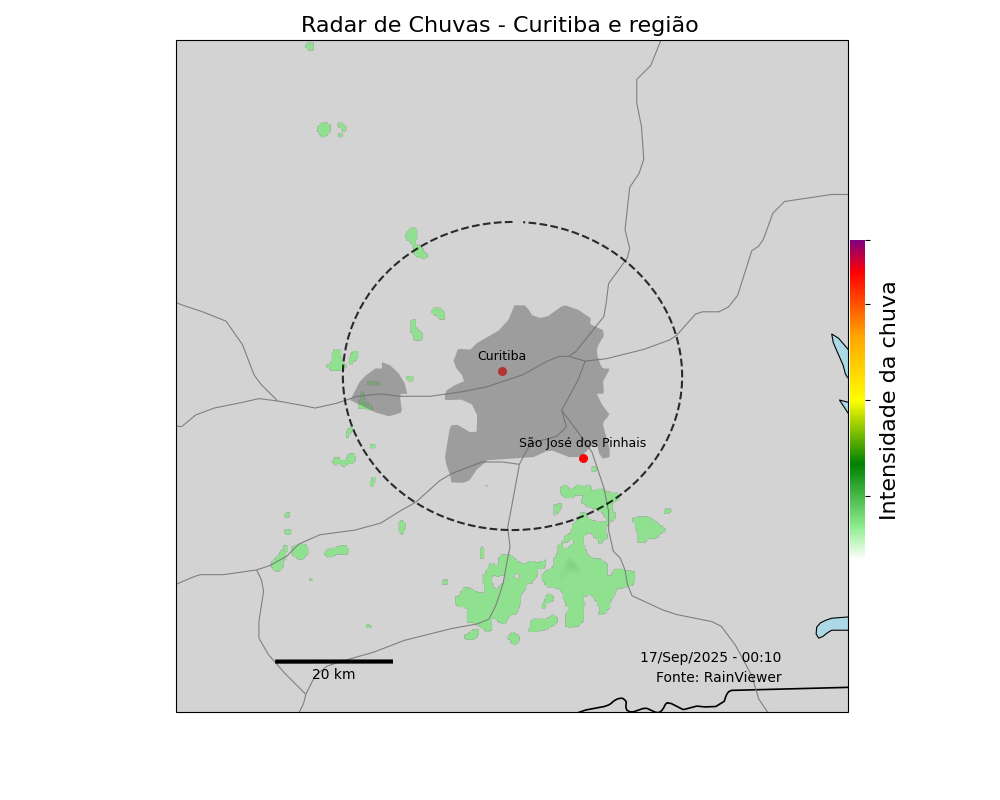 Radar de Chuvas - Curitiba e região
Curitiba
São José dos Pinhais
Intensidade da chuva
17/Sep/2025 - 00:10
20 km
Fonte: RainViewer